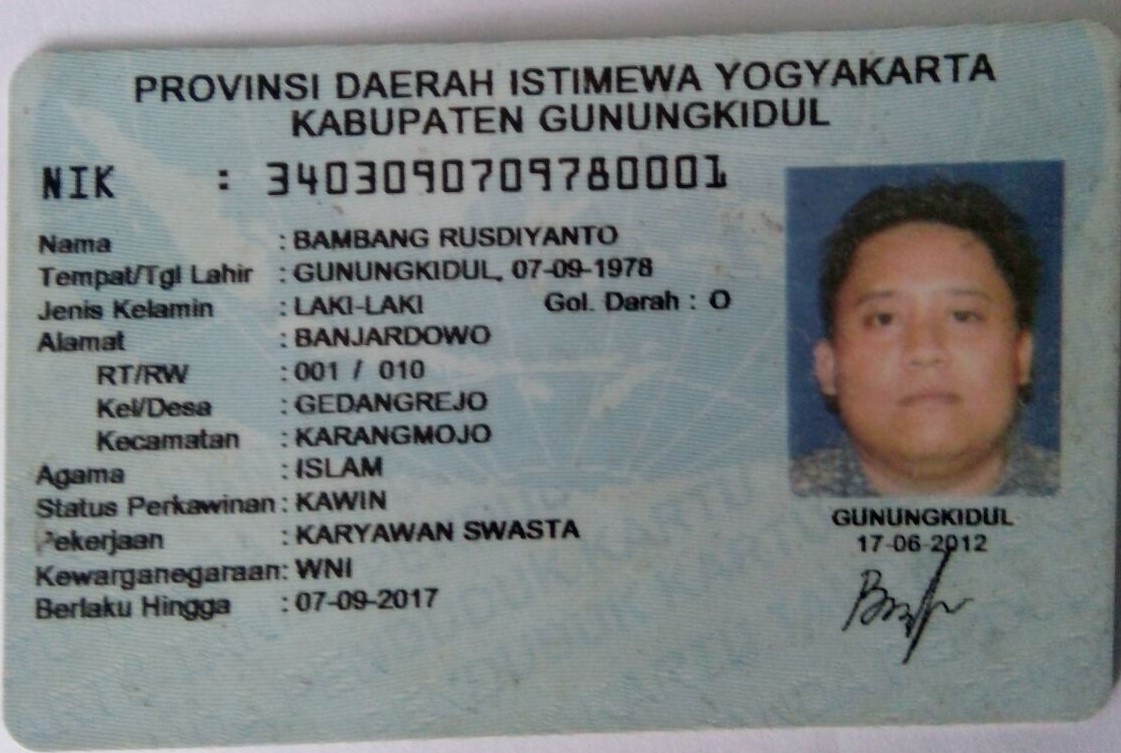 PROVINSI DAERAH ISTIMEWA YOGYAKARTA
KABUPATEN GUNUNGKIDUL
NIK : 3403090709780001
Nama : BAMBANG RUSDIYANTO
Tempat/Tgl Lahir : GUNUNGKIDUL, 07-09-1978
Jenis Kelamin : LAKI-LAKI Gol. Darah : O
Alamat : BANJARDOWO
RT/RW : 001 / 010
Kel/Desa : GEDANGREJO
Kecamatan : KARANGMOJO
Agama : ISLAM
Status Perkawinan : KAWIN
Pekerjaan : KARYAWAN SWASTA
Kewarganegaraan : WNI
Berlaku Hingga : 07-09-2017
GUNUNGKIDUL
17-06-2012